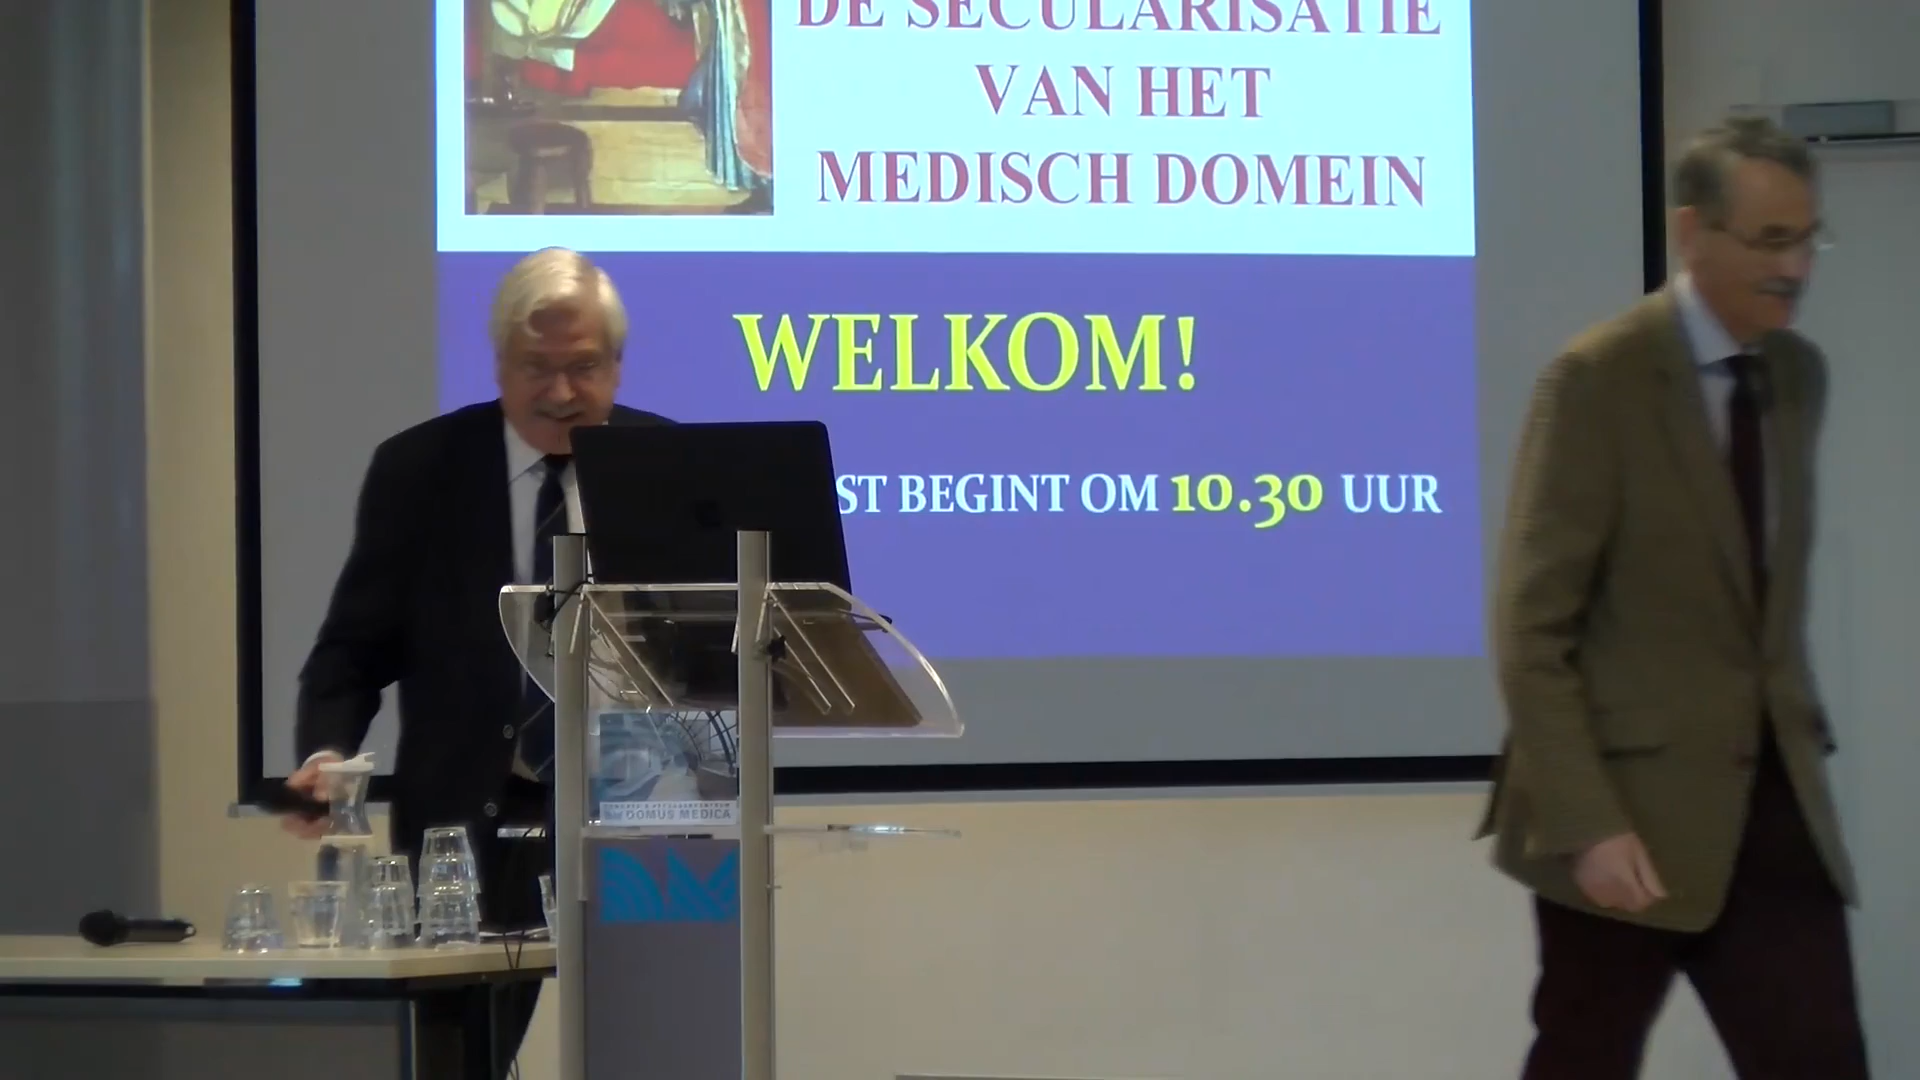 DE SECULARISATIE
VAN HET
MEDISCH DOMEIN
WELKOM!
ST BEGINT OM 10.30 UUR
DOMUS MEDICA